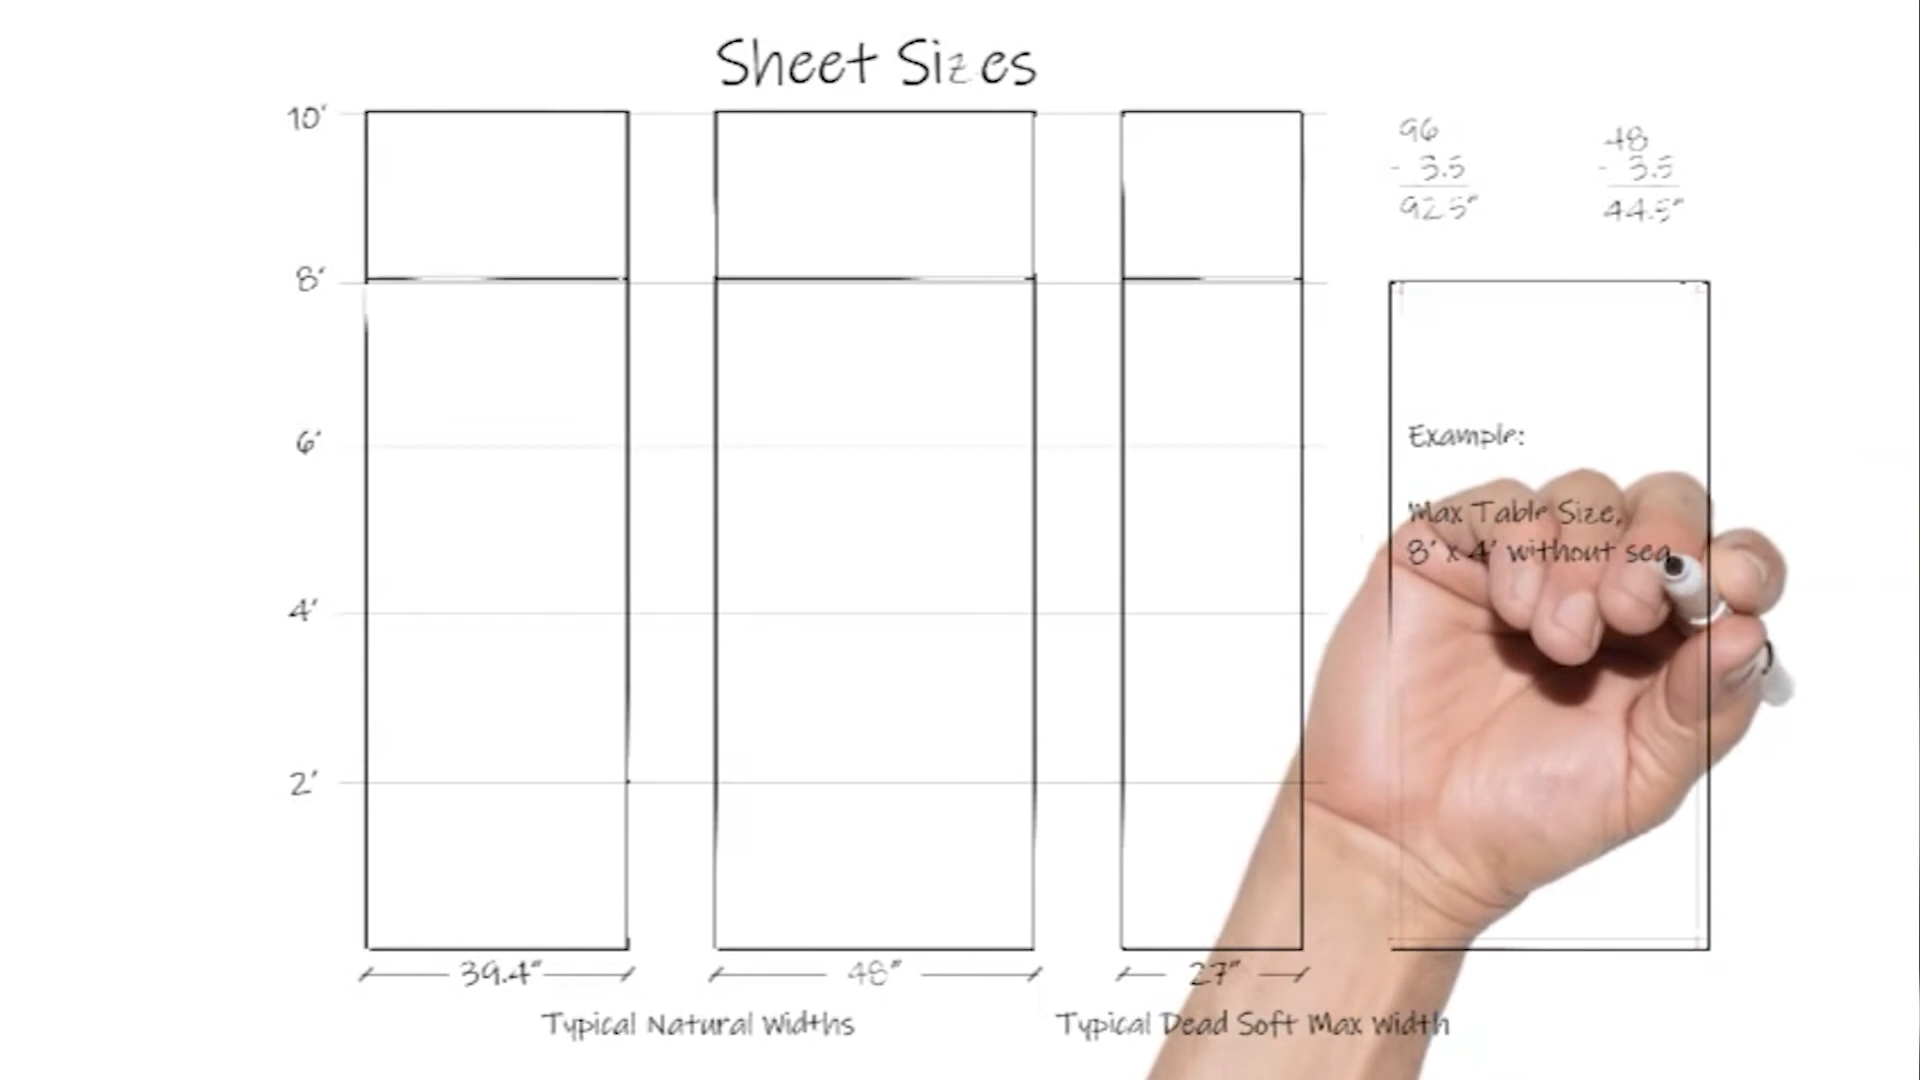 Sheet Sizes
10'
8'
6'
4'
2'
39.4"
48"
27"
Typical Natural Widths
Typical Dead Soft Max Width
96
- 3.5
92.5"
48
- 3.5
44.5"
Example:
Max Table Size,
8' x 4' without sea